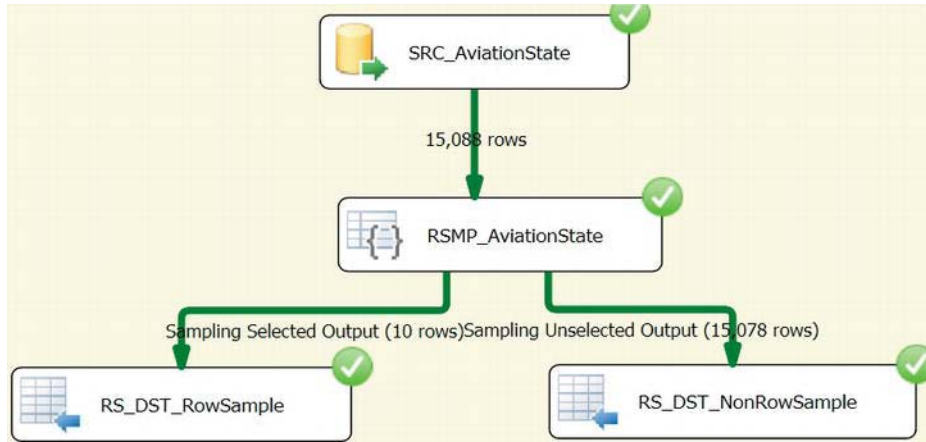 SRC_AviationState
15,088 rows
RSMP_AviationState
Sampling Selected Output (10 rows)
Sampling Unselected Output (15,078 rows)
RS_DST_RowSample
RS_DST_NonRowSample